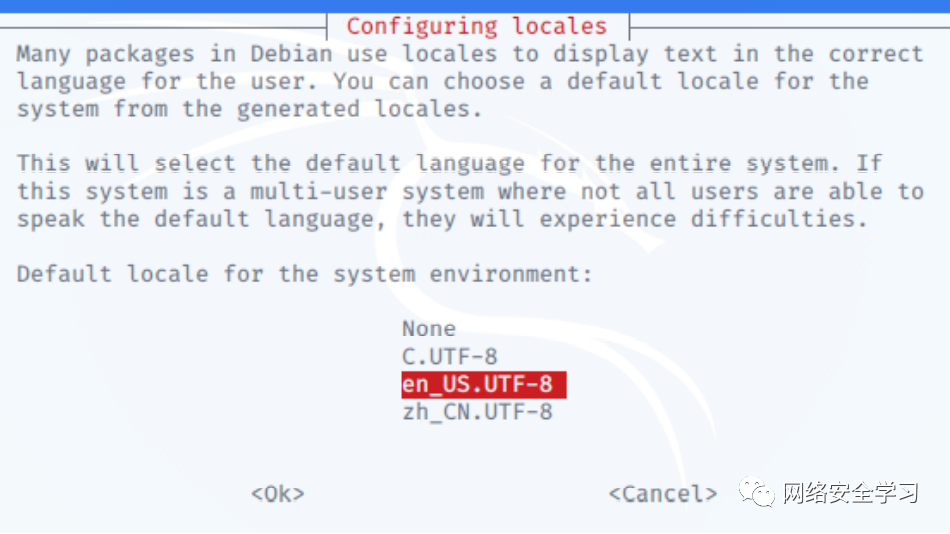 Configuring locales
Many packages in Debian use locales to display text in the correct
language for the user. You can choose a default locale for the
system from the generated locales.
This will select the default language for the entire system. If
this system is a multi-user system where not all users are able to
speak the default language, they will experience difficulties.
Default locale for the system environment:
None
C.UTF-8
en_US.UTF-8
zh_CN.UTF-8
<Ok>
<Cancel>
网络安全学习